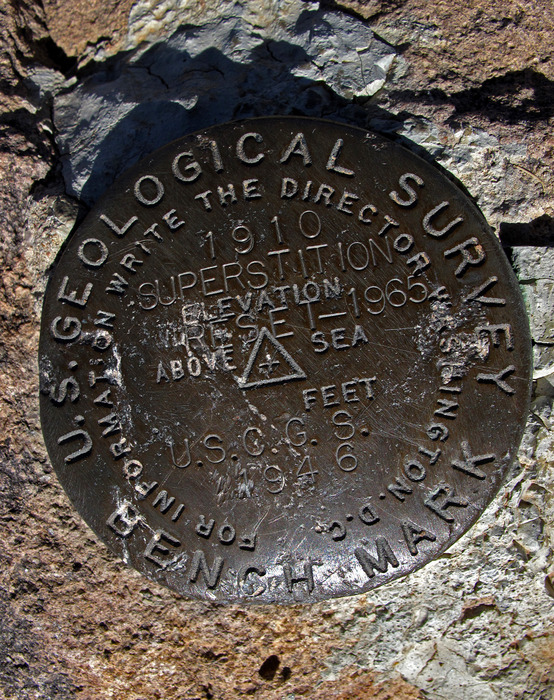 U.S. GEOLOGICAL SURVEY
FOR INFORMATION WRITE THE DIRECTOR WASHINGTON D.C.
1910
SUPERSTITION
ELEVATION
RESET-1965
ABOVE SEA
FEET
U.S.C.G.S.
1946
BENCH MARK